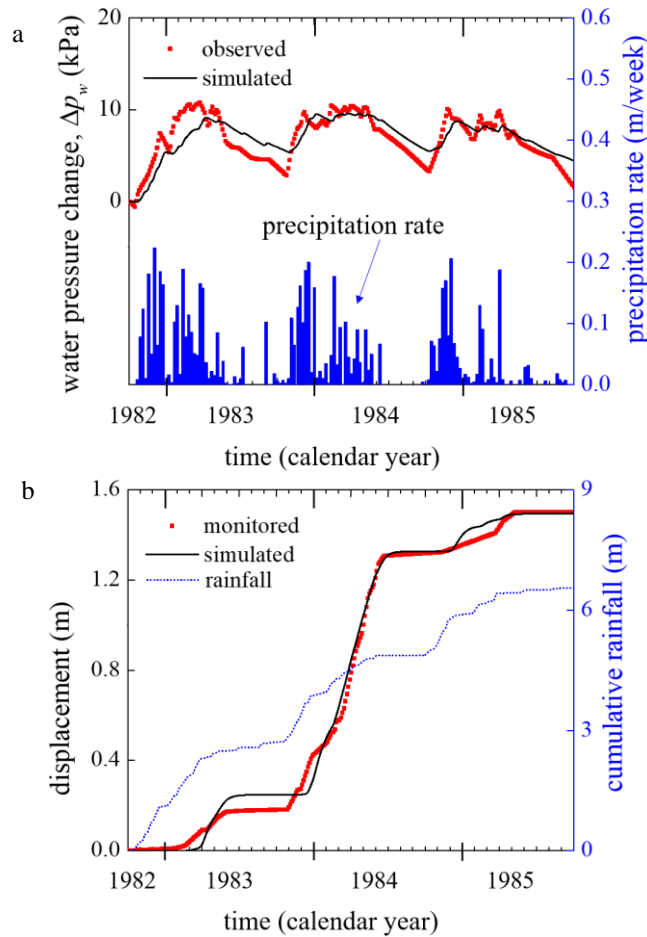 a
water pressure change, Δp_w (kPa)
20
10
0
observed
simulated
precipitation rate
0.6
0.5
0.4
0.3
0.2
0.1
0.0
precipitation rate (m/week)
1982 1983 1984 1985
time (calendar year)
b
displacement (m)
1.6
1.2
0.8
0.4
0.0
monitored
simulated
rainfall
9
6
3
0
cumulative rainfall (m)
1982 1983 1984 1985
time (calendar year)